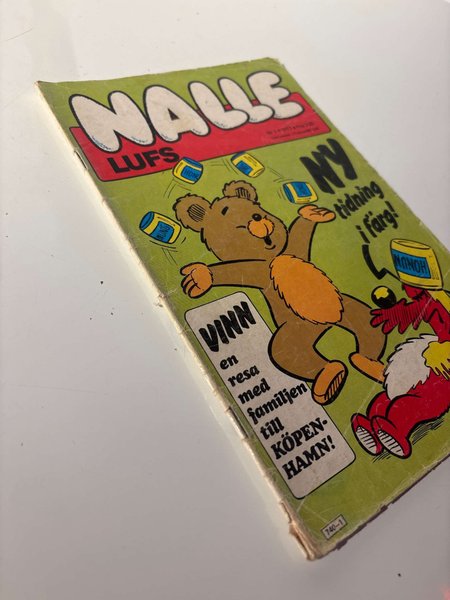 NALLE
LUFS
NY
tidning
i färg!
HONUNG
VINN
en
resa
med
familjen
till
KÖPEN-
HAMN!
740-1